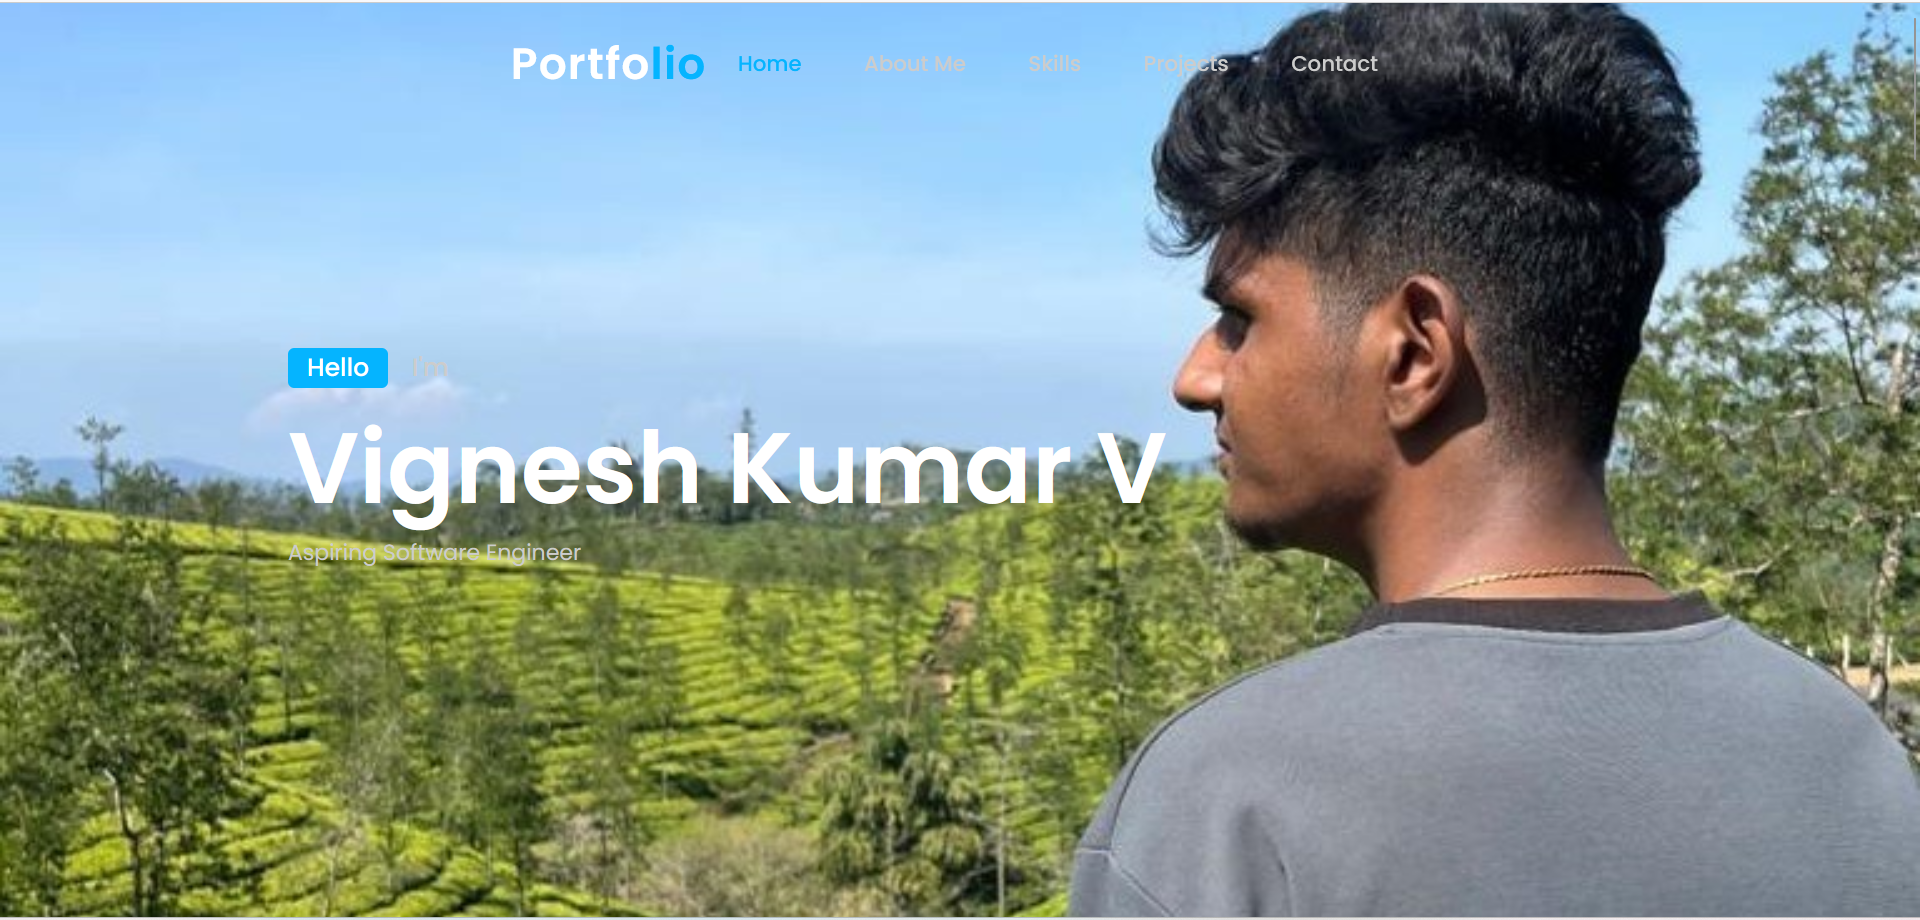 Portfolio Home About Me Skills Projects Contact
Hello I'm
Vignesh Kumar V
Aspiring Software Engineer